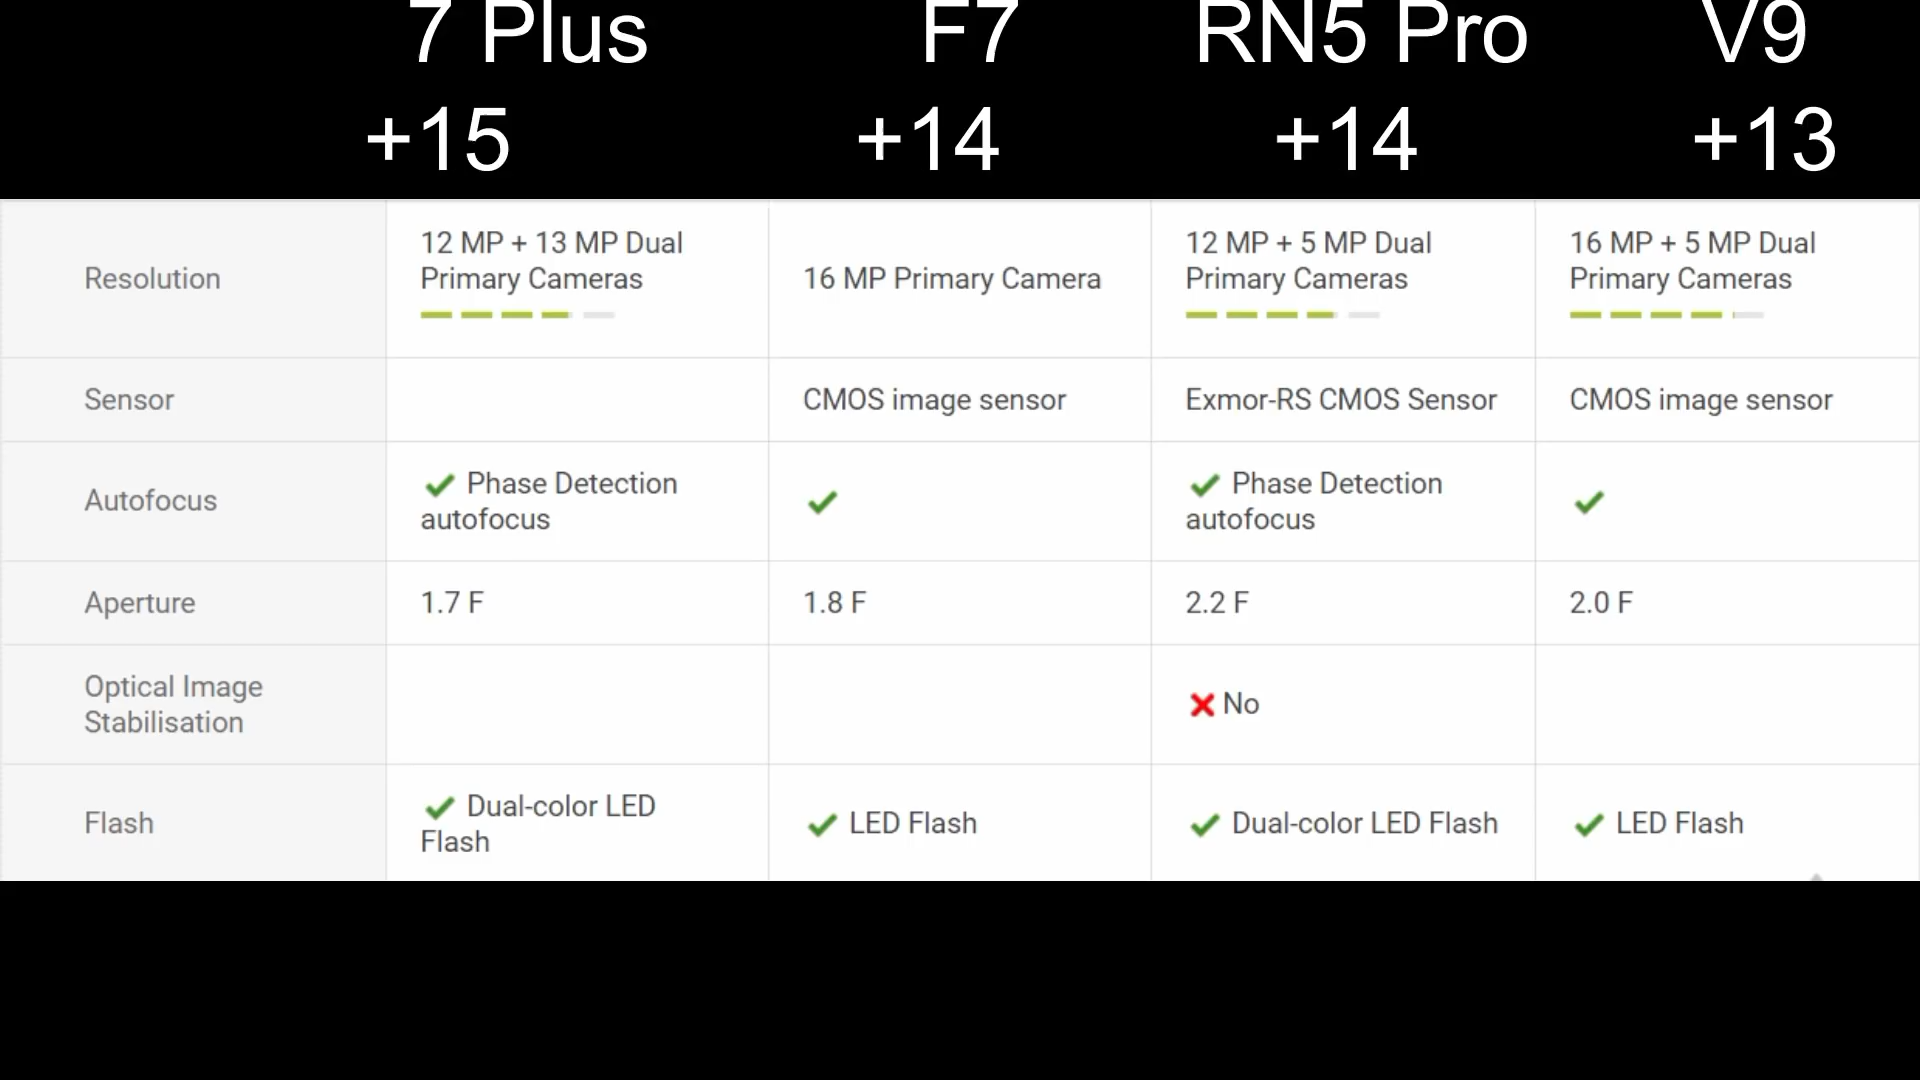 7 Plus F7 RN5 Pro V9
+15 +14 +14 +13
Resolution
12 MP + 13 MP Dual
Primary Cameras
16 MP Primary Camera
12 MP + 5 MP Dual
Primary Cameras
16 MP + 5 MP Dual
Primary Cameras
Sensor
CMOS image sensor
Exmor-RS CMOS Sensor
CMOS image sensor
Autofocus
Phase Detection
autofocus
Phase Detection
autofocus
Aperture
1.7 F
1.8 F
2.2 F
2.0 F
Optical Image
Stabilisation
No
Flash
Dual-color LED
Flash
LED Flash
Dual-color LED Flash
LED Flash